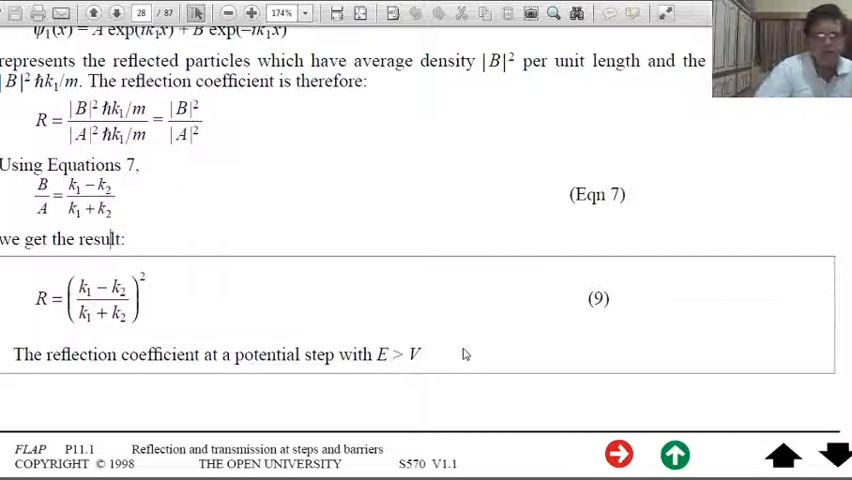 28 / 87
174%
ψ₁(x) = A exp(ik₁x) + B exp(−ik₁x)
represents the reflected particles which have average density |B|² per unit length and the
|B|² ħk₁/m. The reflection coefficient is therefore:
R = |B|² ħk₁/m / |A|² ħk₁/m = |B|² / |A|²
Using Equations 7,
B/A = k₁ − k₂ / k₁ + k₂ (Eqn 7)
we get the result:
R = (k₁ − k₂ / k₁ + k₂)² (9)
The reflection coefficient at a potential step with E > V
FLAP P11.1 Reflection and transmission at steps and barriers
COPYRIGHT © 1998 THE OPEN UNIVERSITY S570 V1.1